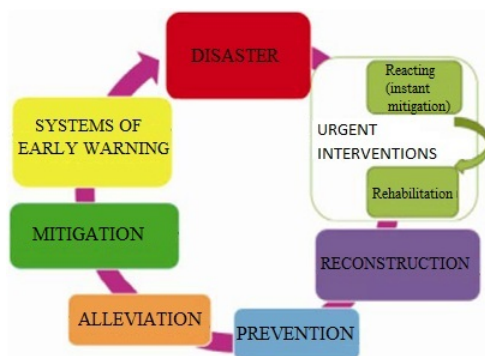 DISASTER
Reacting
(instant
mitigation)
URGENT
INTERVENTIONS
Rehabilitation
RECONSTRUCTION
PREVENTION
ALLEVIATION
MITIGATION
SYSTEMS OF
EARLY WARNING